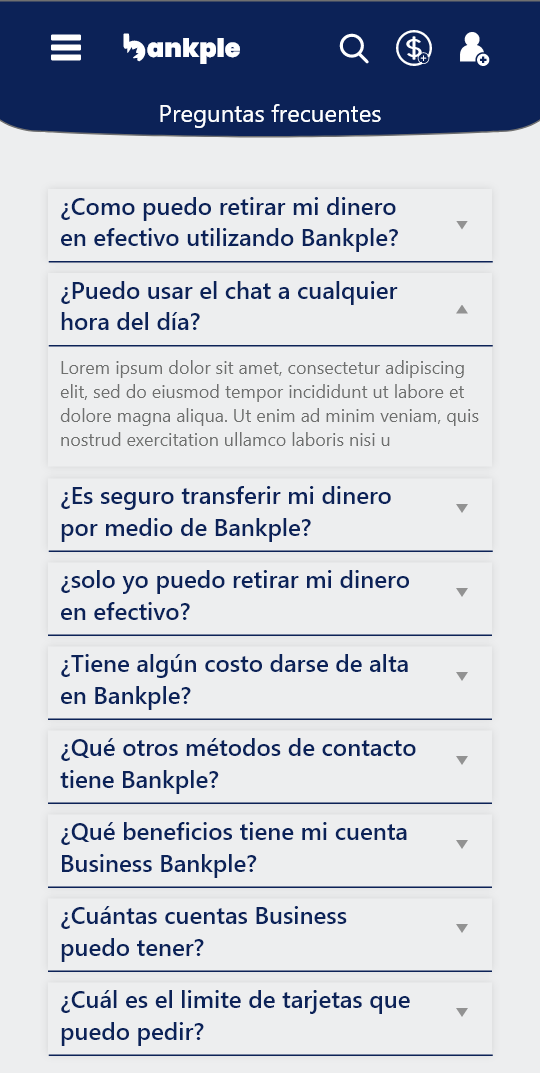 bankple
Preguntas frecuentes
¿Como puedo retirar mi dinero
en efectivo utilizando Bankple?
¿Puedo usar el chat a cualquier
hora del día?
Lorem ipsum dolor sit amet, consectetur adipiscing
elit, sed do eiusmod tempor incididunt ut labore et
dolore magna aliqua. Ut enim ad minim veniam, quis
nostrud exercitation ullamco laboris nisi u
¿Es seguro transferir mi dinero
por medio de Bankple?
¿solo yo puedo retirar mi dinero
en efectivo?
¿Tiene algún costo darse de alta
en Bankple?
¿Qué otros métodos de contacto
tiene Bankple?
¿Qué beneficios tiene mi cuenta
Business Bankple?
¿Cuántas cuentas Business
puedo tener?
¿Cuál es el limite de tarjetas que
puedo pedir?